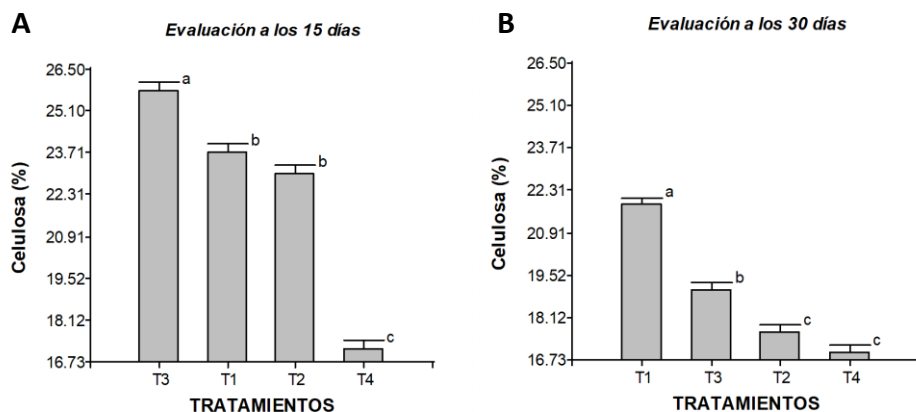 A
Evaluación a los 15 días
Celulosa (%)
26.50
25.10
23.71
22.31
20.91
19.52
18.12
16.73
a
b
b
c
T3 T1 T2 T4
TRATAMIENTOS
B
Evaluación a los 30 días
Celulosa (%)
26.50
25.10
23.71
22.31
20.91
19.52
18.12
16.73
a
b
c
c
T1 T3 T2 T4
TRATAMIENTOS